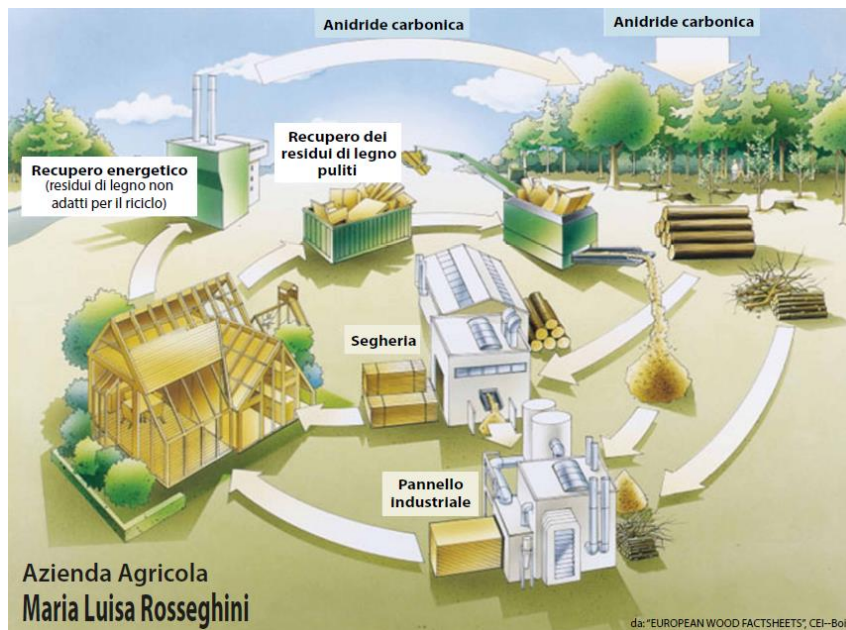 Anidride carbonica
Anidride carbonica
Recupero dei
residui di legno
puliti
Recupero energetico
(residui di legno non
adatti per il riciclo)
Segheria
Pannello
industriale
Azienda Agricola
Maria Luisa Rosseghini
da: "EUROPEAN WOOD FACTSHEETS", CEI--Boi